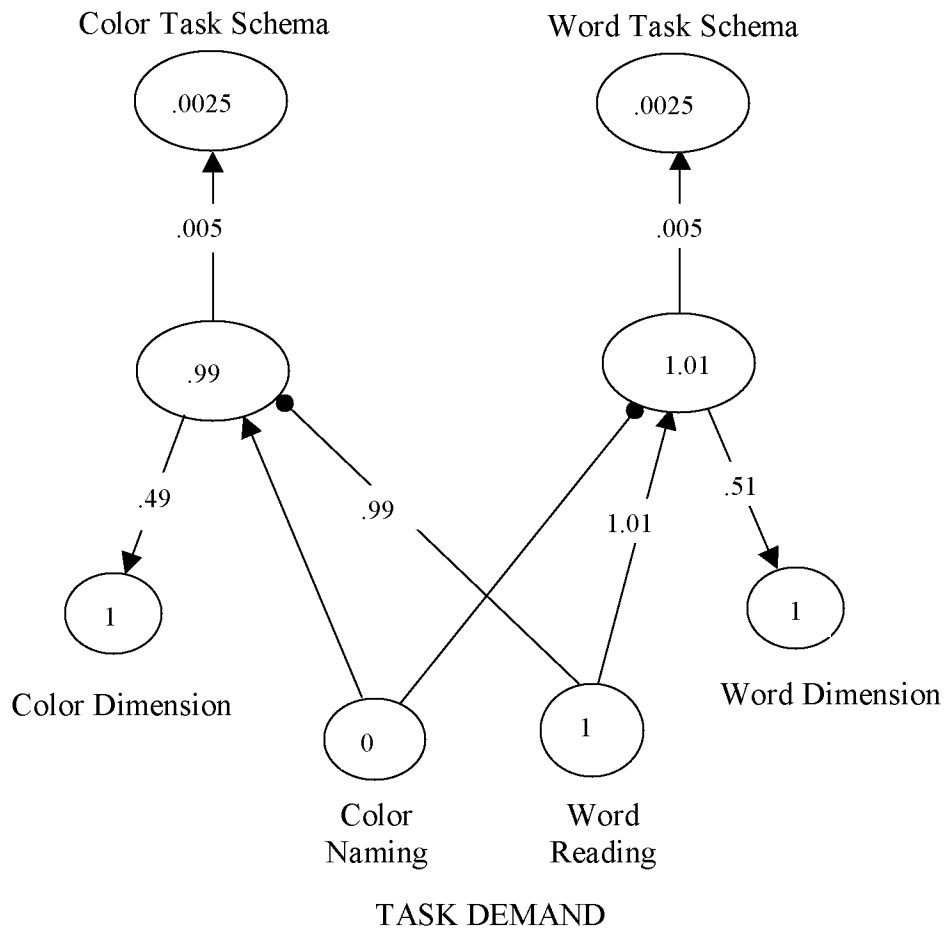 Color Task Schema
Word Task Schema
.0025
.0025
.005
.005
.99
1.01
.49
.99
1.01
.51
1
1
Color Dimension
Word Dimension
0
1
Color
Naming
Word
Reading
TASK DEMAND